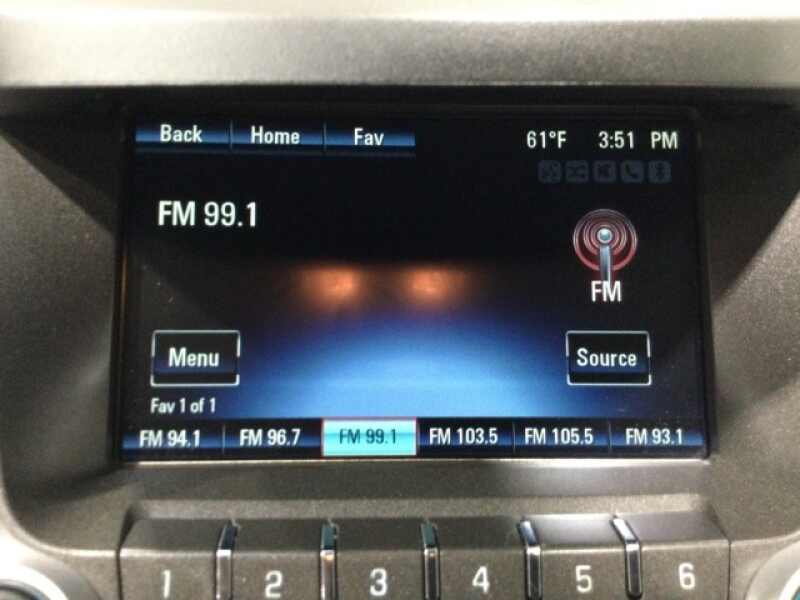 Back Home Fav 61°F 3:51 PM
FM 99.1
FM
Menu Source
Fav 1 of 1
FM 94.1 FM 96.7 FM 99.1 FM 103.5 FM 105.5 FM 93.1
1 2 3 4 5 6